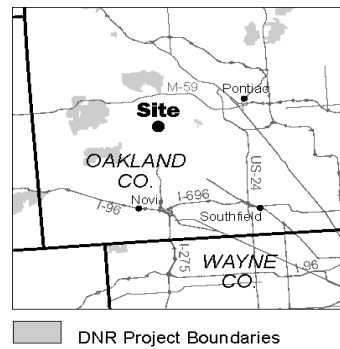 Pontiac
M-59
Site
OAKLAND
CO.
US-24
I-696
I-96
Novi
Southfield
I-275
WAYNE
CO.
I-96
DNR Project Boundaries